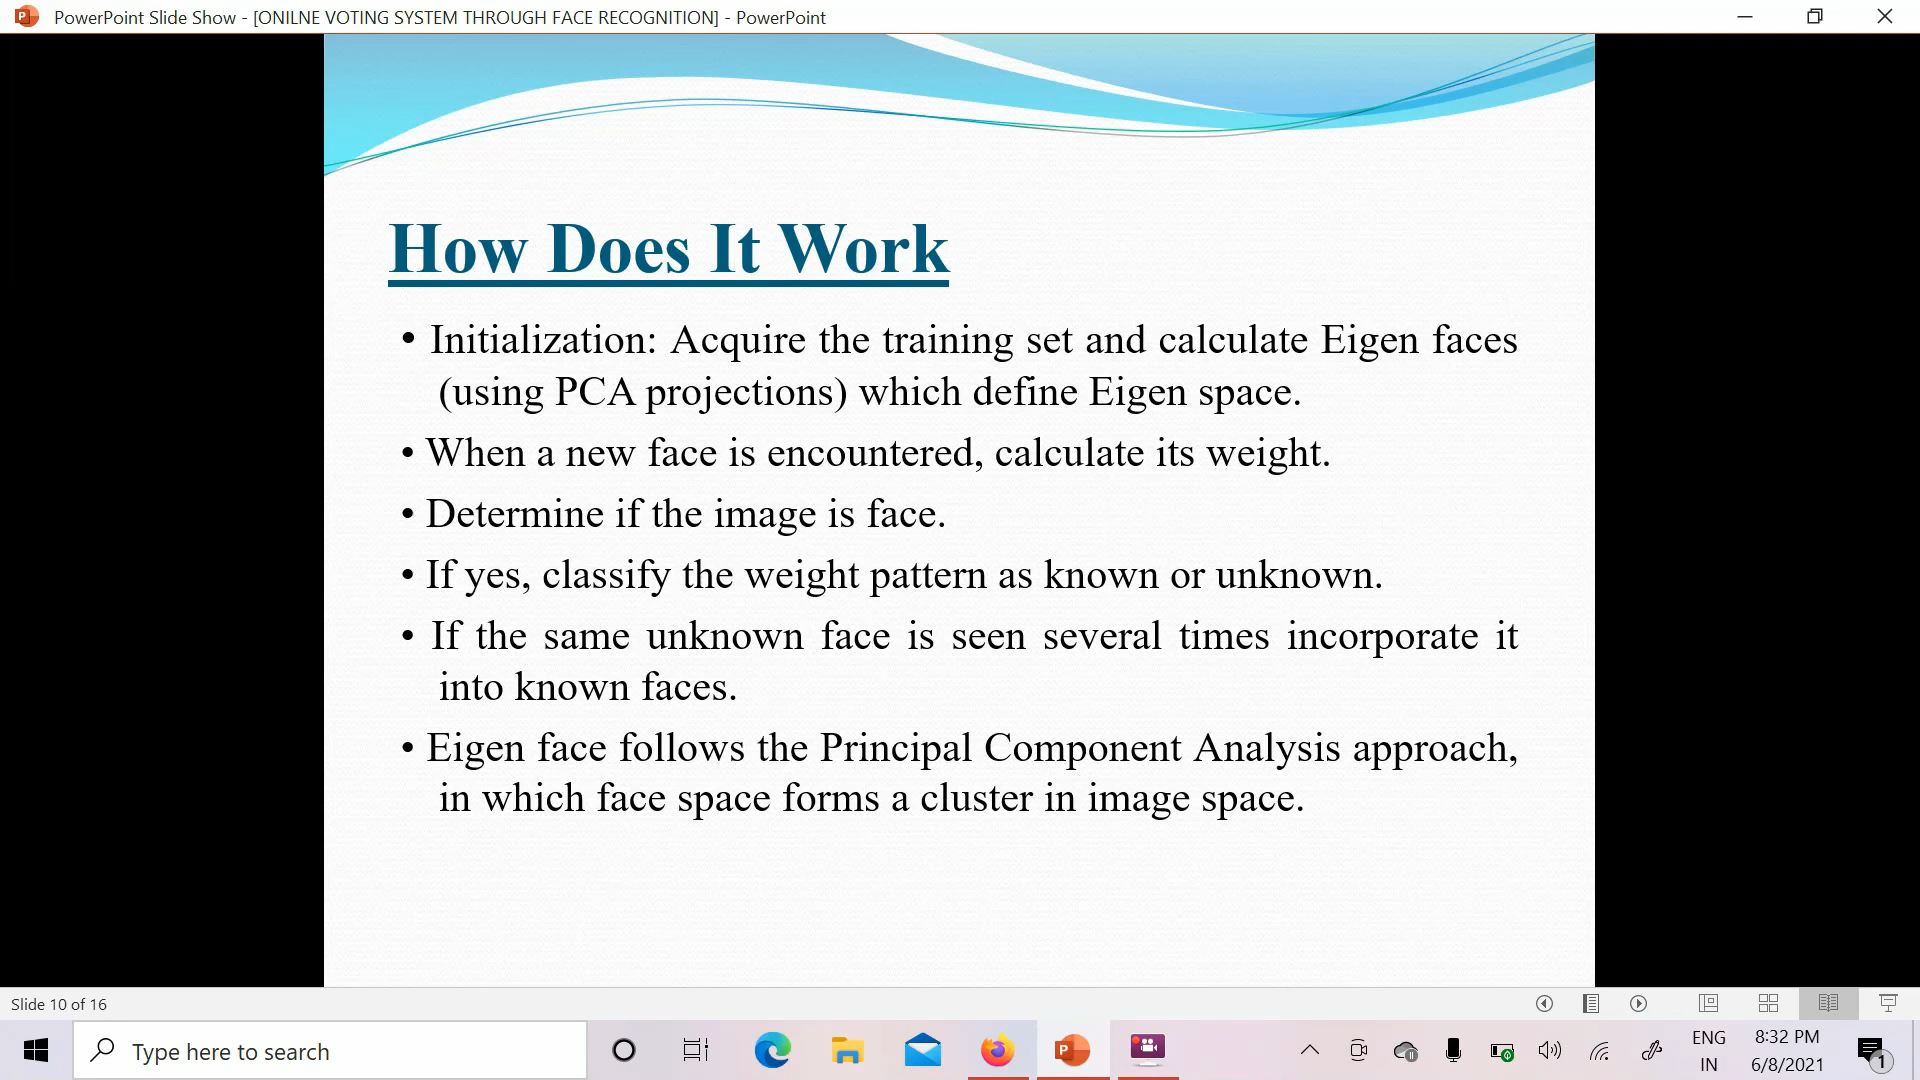 PowerPoint Slide Show - [ONILNE VOTING SYSTEM THROUGH FACE RECOGNITION] - PowerPoint
How Does It Work
• Initialization: Acquire the training set and calculate Eigen faces
(using PCA projections) which define Eigen space.
• When a new face is encountered, calculate its weight.
• Determine if the image is face.
• If yes, classify the weight pattern as known or unknown.
• If the same unknown face is seen several times incorporate it
into known faces.
• Eigen face follows the Principal Component Analysis approach,
in which face space forms a cluster in image space.
Slide 10 of 16
Type here to search
ENG
IN
8:32 PM
6/8/2021
1